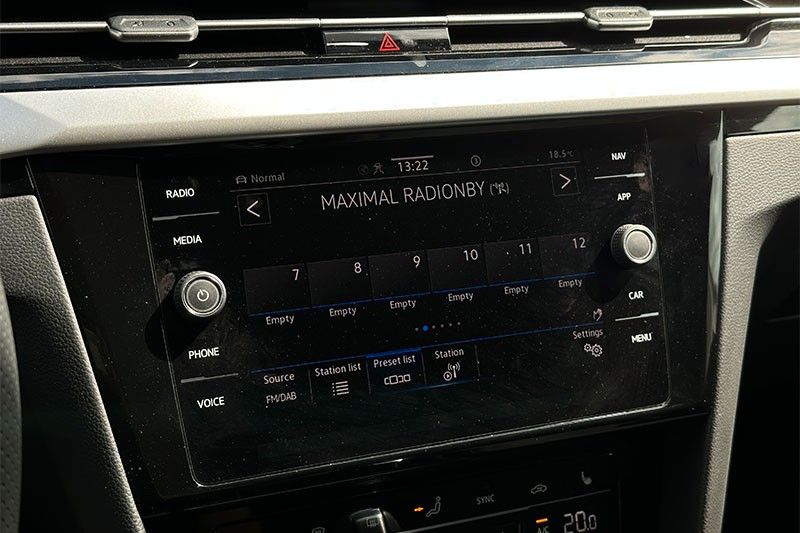 RADIO
MEDIA
PHONE
VOICE
Normal
13:22
3
18.5°C
<
MAXIMAL RADIONBY
>
7 8 9 10 11 12
Empty Empty Empty Empty Empty Empty
Settings
Source Station list Preset list Station
FM/DAB
NAV
APP
CAR
MENU
SYNC
A/C
20.0